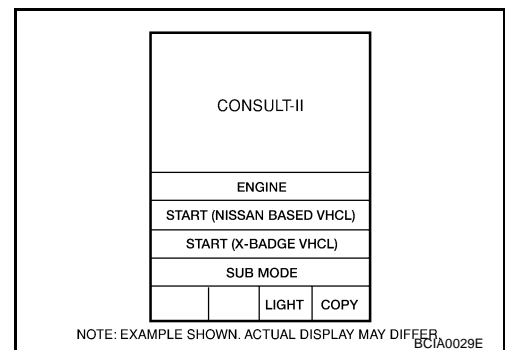 CONSULT-II
ENGINE
START (NISSAN BASED VHCL)
START (X-BADGE VHCL)
SUB MODE
LIGHT COPY
NOTE: EXAMPLE SHOWN. ACTUAL DISPLAY MAY DIFFER
BCIA0029E